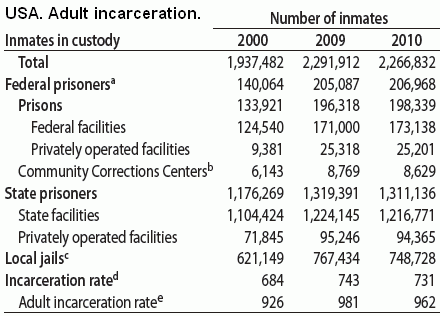 USA. Adult incarceration.
Number of inmates
Inmates in custody 2000 2009 2010
Total 1,937,482 2,291,912 2,266,832
Federal prisonersa 140,064 205,087 206,968
Prisons 133,921 196,318 198,339
Federal facilities 124,540 171,000 173,138
Privately operated facilities 9,381 25,318 25,201
Community Corrections Centersb 6,143 8,769 8,629
State prisoners 1,176,269 1,319,391 1,311,136
State facilities 1,104,424 1,224,145 1,216,771
Privately operated facilities 71,845 95,246 94,365
Local jailsc 621,149 767,434 748,728
Incarceration rated 684 743 731
Adult incarceration ratee 926 981 962